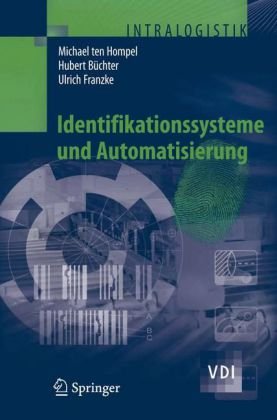 INTRALOGISTIK
Michael ten Hompel
Hubert Büchter
Ulrich Franzke
Identifikationssysteme
und Automatisierung
A
B
C
VDI
Springer